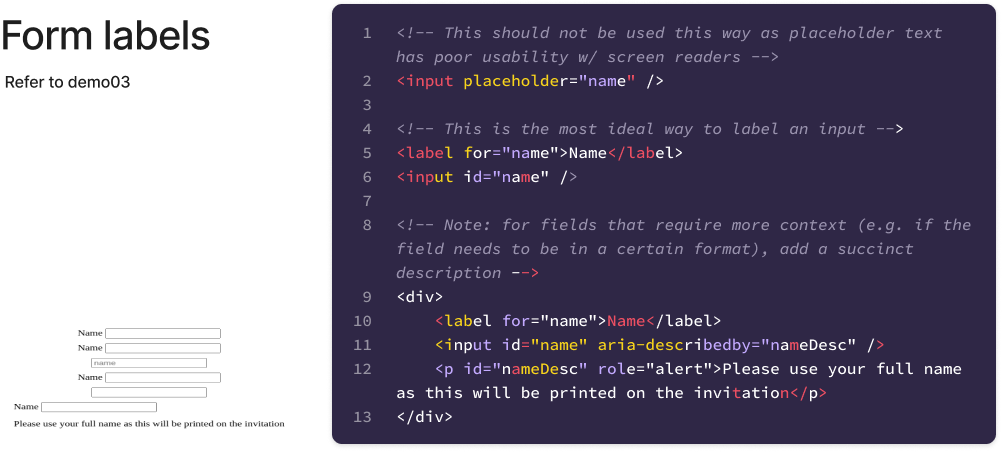 Form labels
Refer to demo03
Name
Name
name
Name
Name
Please use your full name as this will be printed on the invitation
1 <!-- This should not be used this way as placeholder text
has poor usability w/ screen readers -->
2 <input placeholder="name" />
3
4 <!-- This is the most ideal way to label an input -->
5 <label for="name">Name</label>
6 <input id="name" />
7
8 <!-- Note: for fields that require more context (e.g. if the
field needs to be in a certain format), add a succinct
description -->
9 <div>
10 <label for="name">Name</label>
11 <input id="name" aria-describedby="nameDesc" />
12 <p id="nameDesc" role="alert">Please use your full name
as this will be printed on the invitation</p>
13 </div>